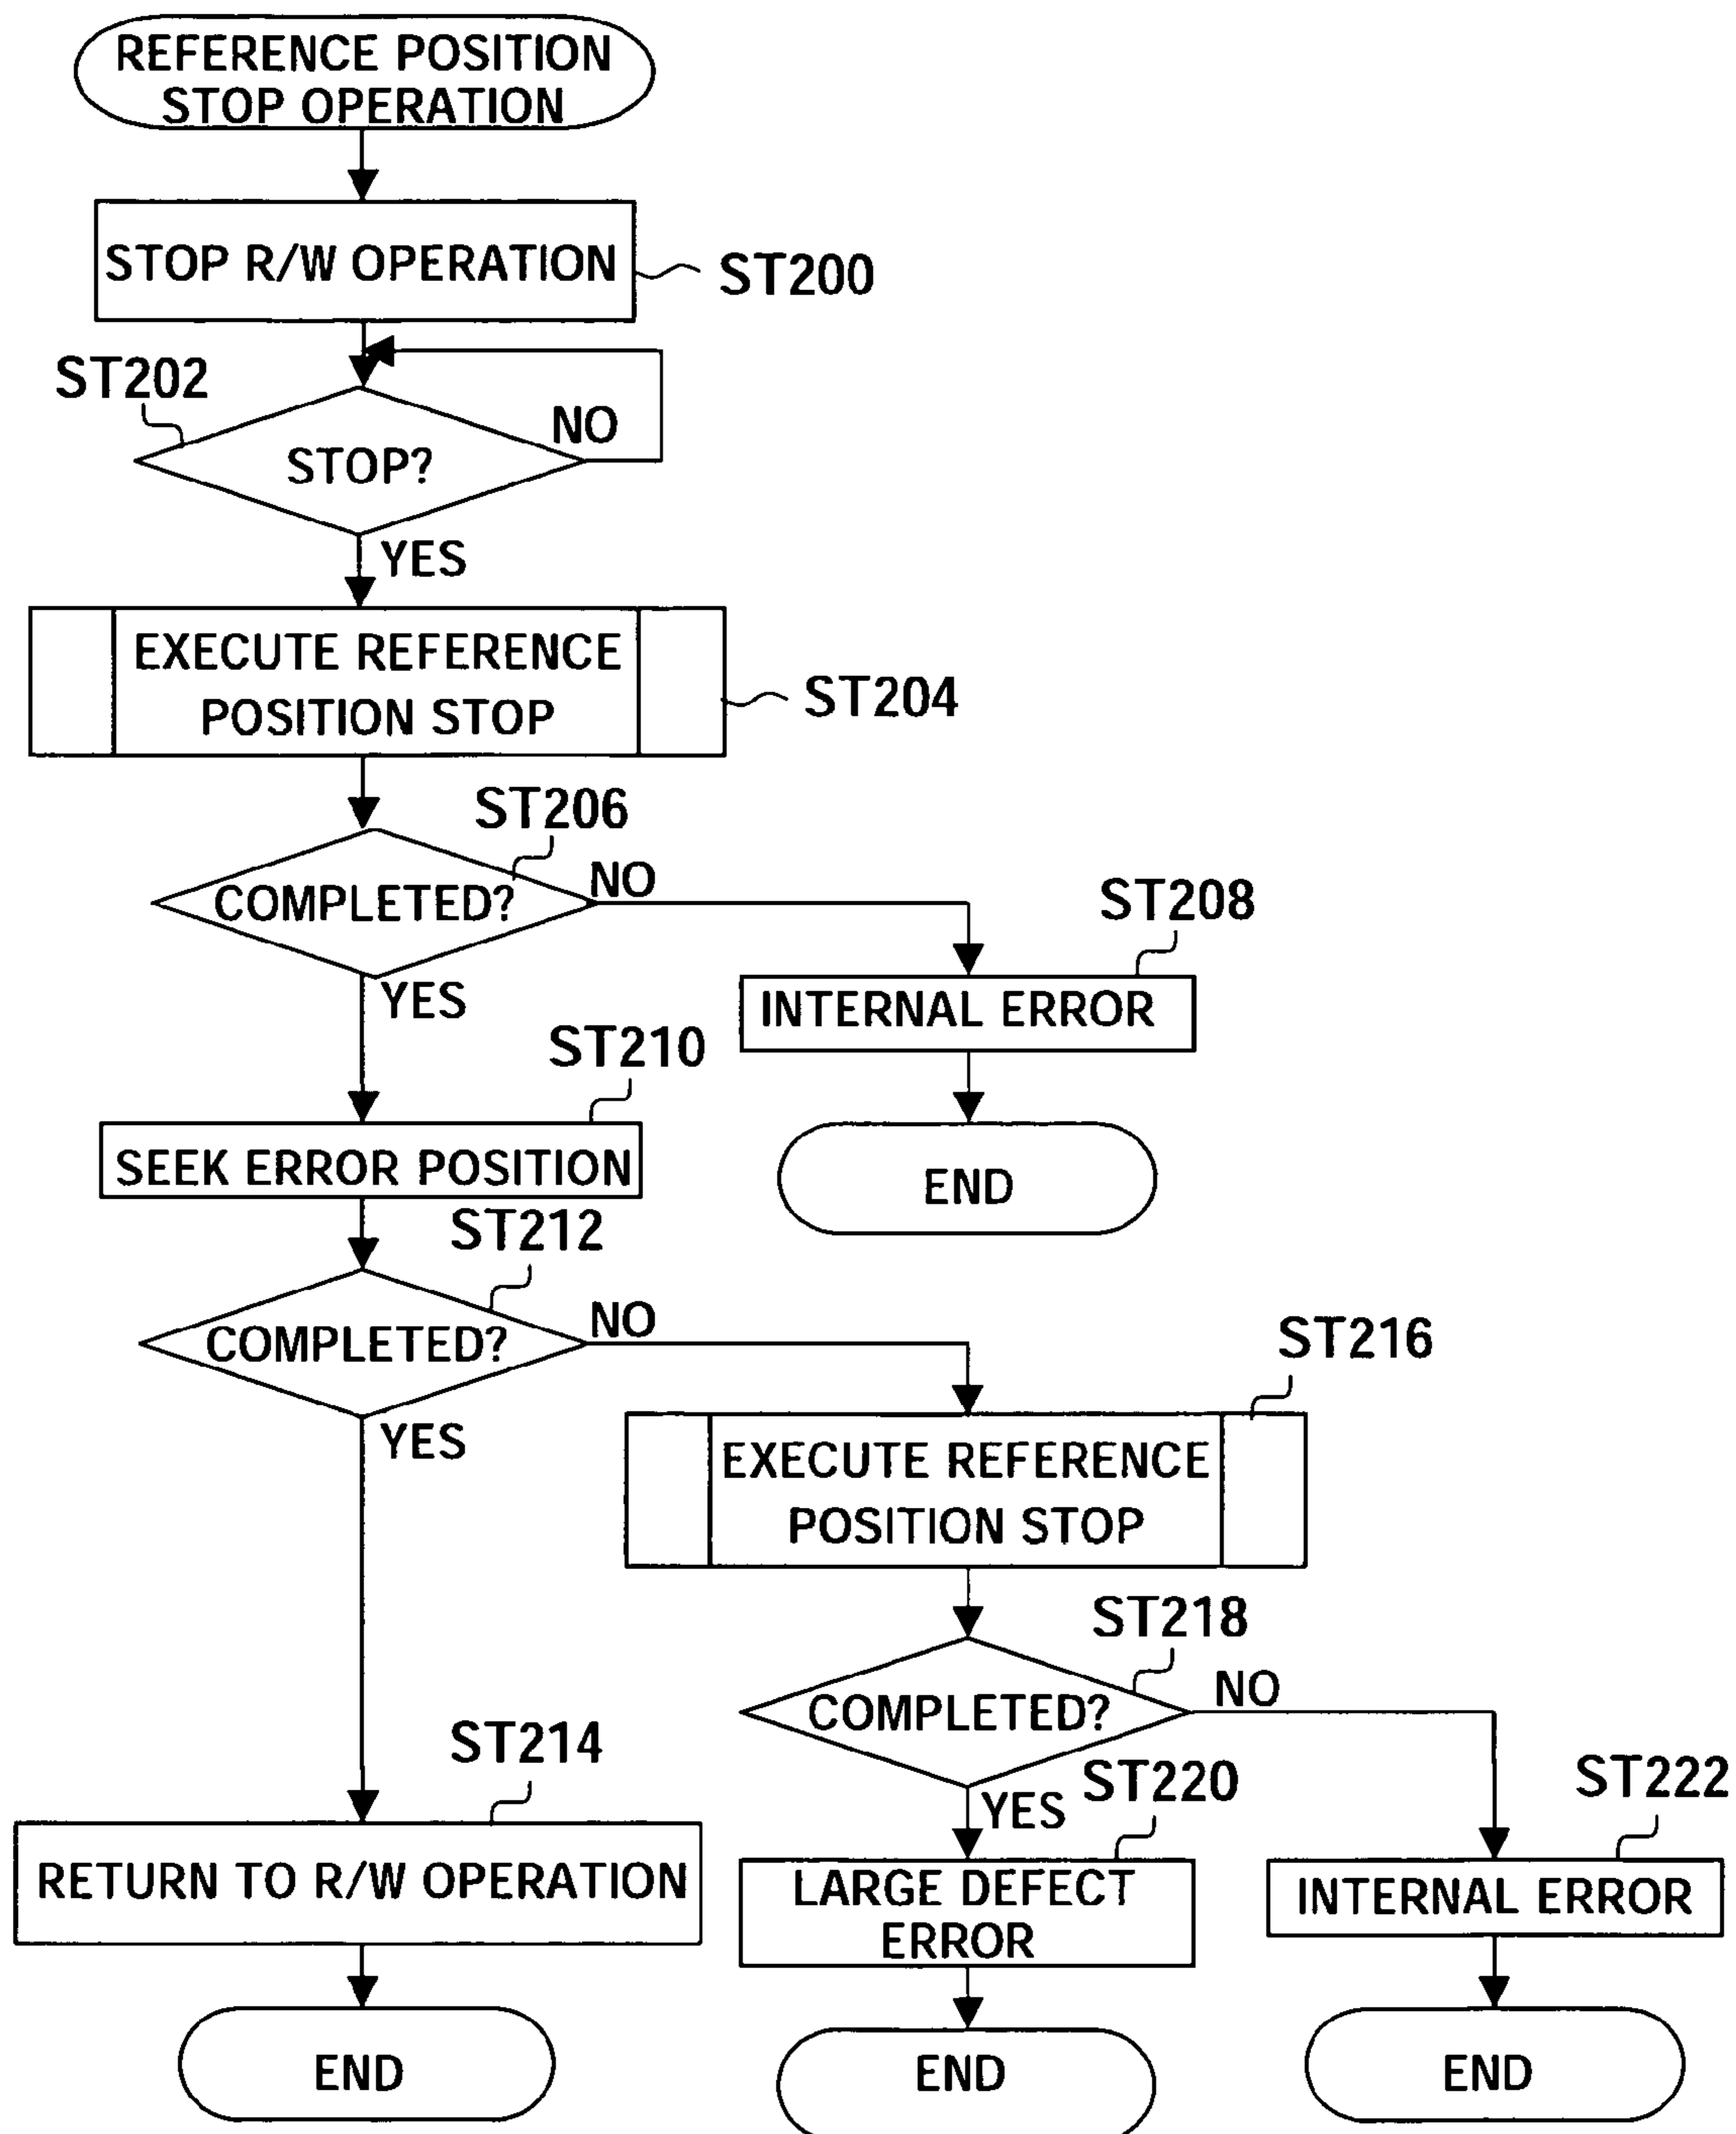 REFERENCE POSITION
STOP OPERATION
STOP R/W OPERATION
ST200
ST202
NO
STOP?
YES
EXECUTE REFERENCE
POSITION STOP
ST204
ST206
NO
COMPLETED?
ST208
YES
INTERNAL ERROR
ST210
SEEK ERROR POSITION
END
ST212
NO
COMPLETED?
ST216
YES
EXECUTE REFERENCE
POSITION STOP
ST218
NO
COMPLETED?
ST214
ST220
ST222
YES
RETURN TO R/W OPERATION
LARGE DEFECT
ERROR
INTERNAL ERROR
END
END
END